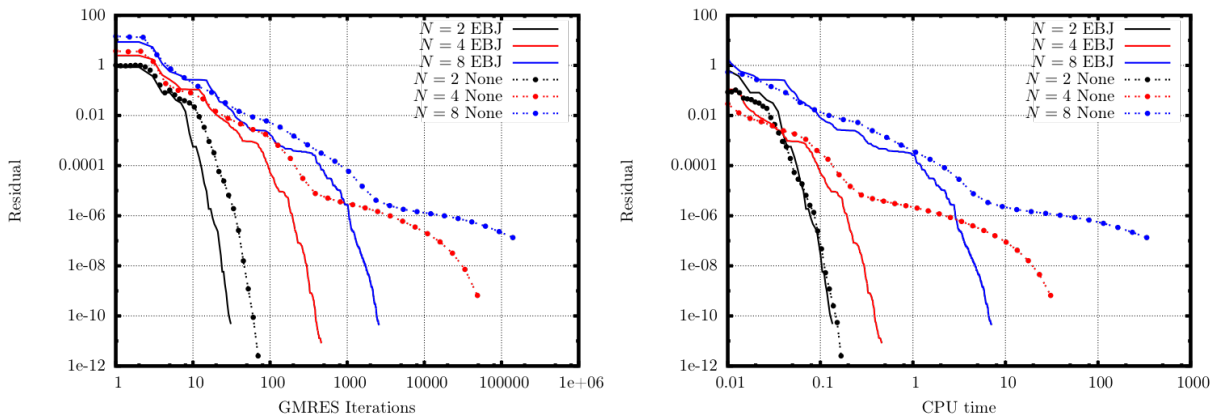 100
1
0.01
0.0001
1e-06
1e-08
1e-10
1e-12
Residual
1 10 100 1000 10000 100000 1e+06
GMRES Iterations
N = 2 EBJ
N = 4 EBJ
N = 8 EBJ
N = 2 None
N = 4 None
N = 8 None
100
1
0.01
0.0001
1e-06
1e-08
1e-10
1e-12
Residual
0.01 0.1 1 10 100 1000
CPU time
N = 2 EBJ
N = 4 EBJ
N = 8 EBJ
N = 2 None
N = 4 None
N = 8 None